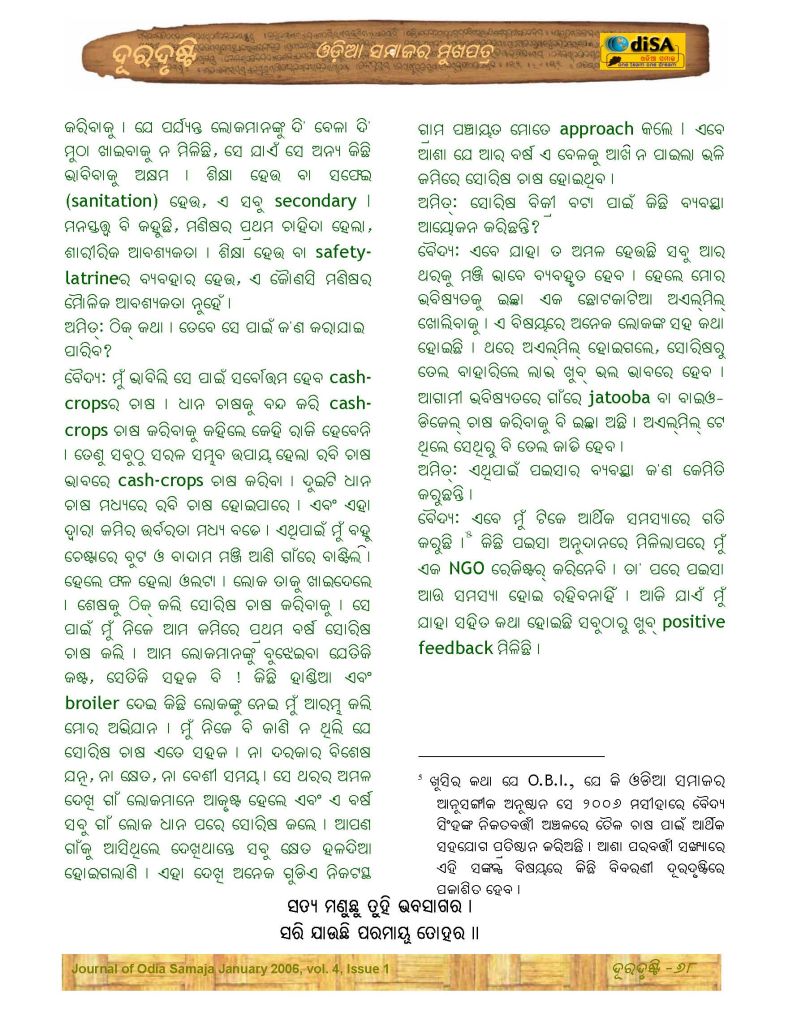 ଦୂରଦୃଷ୍ଟି
ଓଡ଼ିଆ ସମାଜର ମୁଖପତ୍ର
diSA
ଓଡ଼ିଆ ସମାଜ
one team one dream
କରିବାକୁ । ଯେ ପର୍ଯ୍ୟନ୍ତ ଲୋକମାନଙ୍କୁ ଦି' ବେଳା ଦି'
ମୁଠା ଖାଇବାକୁ ନ ମିଳିଛି, ସେ ଯାଏଁ ସେ ଅନ୍ୟ କିଛି
ଭାବିବାକୁ ଅକ୍ଷମ । ଶିକ୍ଷା ହେଉ ବା ସଫେଇ
(sanitation) ହେଉ, ଏ ସବୁ secondary ।
ମନସ୍ତତ୍ତ୍ଵ ବି କହୁଛି, ମଣିଷର ପ୍ରଥମ ଚାହିଦା ହେଲା,
ଶାରୀରିକ ଆବଶ୍ୟକତା । ଶିକ୍ଷା ହେଉ ବା safety-
latrineର ବ୍ୟବହାର ହେଉ, ଏ କୌଣସି ମଣିଷର
ମୌଳିକ ଆବଶ୍ୟକତା ନୁହେଁ ।
ଅମିତ୍: ଠିକ୍ କଥା । ତେବେ ସେ ପାଇଁ କ'ଣ କରାଯାଇ
ପାରିବ?
ବୈଦ୍ୟ: ମୁଁ ଭାବିଲି ସେ ପାଇଁ ସର୍ବୋତ୍ତମ ହେବ cash-
cropsର ଚାଷ । ଧାନ ଚାଷକୁ ବନ୍ଦ କରି cash-
crops ଚାଷ କରିବାକୁ କହିଲେ କେହି ରାଜି ହେବେନି
। ତେଣୁ ସବୁଠୁ ସରଳ ସମ୍ଭବ ଉପାୟ ହେଲା ରବି ଚାଷ
ଭାବରେ cash-crops ଚାଷ କରିବା । ଦୁଇଟି ଧାନ
ଚାଷ ମଧ୍ୟରେ ରବି ଚାଷ ହୋଇପାରେ । ଏବଂ ଏହା
ଦ୍ୱାରା ଜମିର ଉର୍ବରତା ମଧ୍ୟ ବଢେ । ଏଥିପାଇଁ ମୁଁ ବହୁ
ଚେଷ୍ଟାରେ ବୁଟ ଓ ବାଦାମ ମଞ୍ଜି ଆଣି ଗାଁରେ ବାଣ୍ଟିଲି ।
ହେଲେ ଫଳ ହେଲା ଓଲଟା । ଲୋକ ତାକୁ ଖାଇଦେଲେ
। ଶେଷକୁ ଠିକ୍ କଲି ସୋରିଷ ଚାଷ କରିବାକୁ । ସେ
ପାଇଁ ମୁଁ ନିଜେ ଆମ ଜମିରେ ପ୍ରଥମ ବର୍ଷ ସୋରିଷ
ଚାଷ କଲି । ଆମ ଲୋକମାନଙ୍କୁ ବୁଝେଇବା ଯେତିକି
କଷ୍ଟ, ସେତିକି ସହଜ ବି ! କିଛି ହାଣ୍ଡିଆ ଏବଂ
broiler ଦେଇ କିଛି ଲୋକଙ୍କୁ ନେଇ ମୁଁ ଆରମ୍ଭ କଲି
ମୋର ଅଭିଯାନ । ମୁଁ ନିଜେ ବି ଜାଣି ନ ଥିଲି ଯେ
ସୋରିଷ ଚାଷ ଏତେ ସହଜ । ନା ଦରକାର ବିଶେଷ
ଯତ୍ନ, ନା କ୍ଷେତ, ନା ବେଶୀ ସମୟ । ସେ ଥରର ଅମଳ
ଦେଖି ଗାଁ ଲୋକମାନେ ଆକୃଷ୍ଟ ହେଲେ ଏବଂ ଏ ବର୍ଷ
ସବୁ ଗାଁ ଲୋକ ଧାନ ପରେ ସୋରିଷ କଲେ । ଆପଣ
ଗାଁକୁ ଆସିଥିଲେ ଦେଖିଥାନ୍ତେ ସବୁ କ୍ଷେତ ହଳଦିଆ
ହୋଇଗଲାଣି । ଏହା ଦେଖି ଅନେକ ଗୁଡିଏ ନିକଟସ୍ଥ
ଗ୍ରାମ ପଞ୍ଚାୟତ ମୋତେ approach କଲେ । ଏବେ
ଆଶା ଯେ ଆର ବର୍ଷ ଏ ବେଳକୁ ଆଖି ନ ପାଇଲା ଭଳି
ଜମିରେ ସୋରିଷ ଚାଷ ହୋଇଥିବ ।
ଅମିତ୍: ସୋରିଷ ବିକ୍ରୀ ବଟା ପାଇଁ କିଛି ବ୍ୟବସ୍ଥା
ଆୟୋଜନ କରିଛନ୍ତି?
ବୈଦ୍ୟ: ଏବେ ଯାହା ତ ଅମଳ ହେଉଛି ସବୁ ଆର
ଥରକୁ ମଞ୍ଜି ଭାବେ ବ୍ୟବହୃତ ହେବ । ହେଲେ ମୋର
ଭବିଷ୍ୟତକୁ ଇଚ୍ଛା ଏକ ଛୋଟକାଟିଆ ଅଏଲ୍‌ମିଲ୍
ଖୋଲିବାକୁ । ଏ ବିଷୟରେ ଅନେକ ଲୋକଙ୍କ ସହ କଥା
ହୋଇଛି । ଥରେ ଅଏଲ୍‌ମିଲ୍ ହୋଇଗଲେ, ସୋରିଷରୁ
ତେଲ ବାହାରିଲେ ଲାଭ ଖୁବ୍ ଭଲ ଭାବରେ ହେବ ।
ଆଗାମୀ ଭବିଷ୍ୟତରେ ଗାଁରେ jatooba ବା ବାଇଓ-
ଡିଜେଲ୍ ଚାଷ କରିବାକୁ ବି ଇଚ୍ଛା ଅଛି । ଅଏଲ୍‌ମିଲ୍ ଟେ
ଥିଲେ ସେଥିରୁ ବି ତେଲ କାଢି ହେବ ।
ଅମିତ୍: ଏଥିପାଇଁ ପଇସାର ବ୍ୟବସ୍ଥା କ'ଣ କେମିତି
କରୁଛନ୍ତି ।
ବୈଦ୍ୟ: ଏବେ ମୁଁ ଟିକେ ଆର୍ଥିକ ସମସ୍ୟାରେ ଗତି
କରୁଛି । କିଛି ପଇସା ଅନୁଦାନରେ ମିଳିଲାପରେ ମୁଁ
ଏକ NGO ରେଜିଷ୍ଟର୍ କରିନେବି । ତା' ପରେ ପଇସା
ଆଉ ସମସ୍ୟା ହୋଇ ରହିବନାହିଁ । ଆଜି ଯାଏଁ ମୁଁ
ଯାହା ସହିତ କଥା ହୋଇଛି ସବୁଠାରୁ ଖୁବ୍ positive
feedback ମିଳିଛି ।
ଖୁସିର କଥା ଯେ O.B.I., ଯେ କି ଓଡିଆ ସମାଜର
ଆନୁସଙ୍ଗୀକ ଅନୁଷ୍ଠାନ ସେ ୨୦୦୬ ମସୀହାରେ ବୈଦ୍ୟ
ସିଂହଙ୍କ ନିକଟବର୍ତ୍ତୀ ଅଞ୍ଚଳରେ ତୈଳ ଚାଷ ପାଇଁ ଆର୍ଥିକ
ସହଯୋଗ ପ୍ରତିଷ୍ଠାନ କରିଅଛି । ଆଶା ପରବର୍ତ୍ତୀ ସଙ୍ଖ୍ୟାରେ
ଏହି ସଙ୍କଳ୍ପ ବିଷୟରେ କିଛି ବିବରଣୀ ଦୂରଦୃଷ୍ଟିରେ
ପ୍ରକାଶିତ ହେବ ।
ସତ୍ୟ ମଣୁଛୁ ତୁହି ଭବସାଗର ।
ସରି ଯାଉଛି ପରମାୟୁ ତୋହର ॥
Journal of Odia Samaja January 2006, vol. 4, Issue 1
ଦୂରଦୃଷ୍ଟି -୬୮